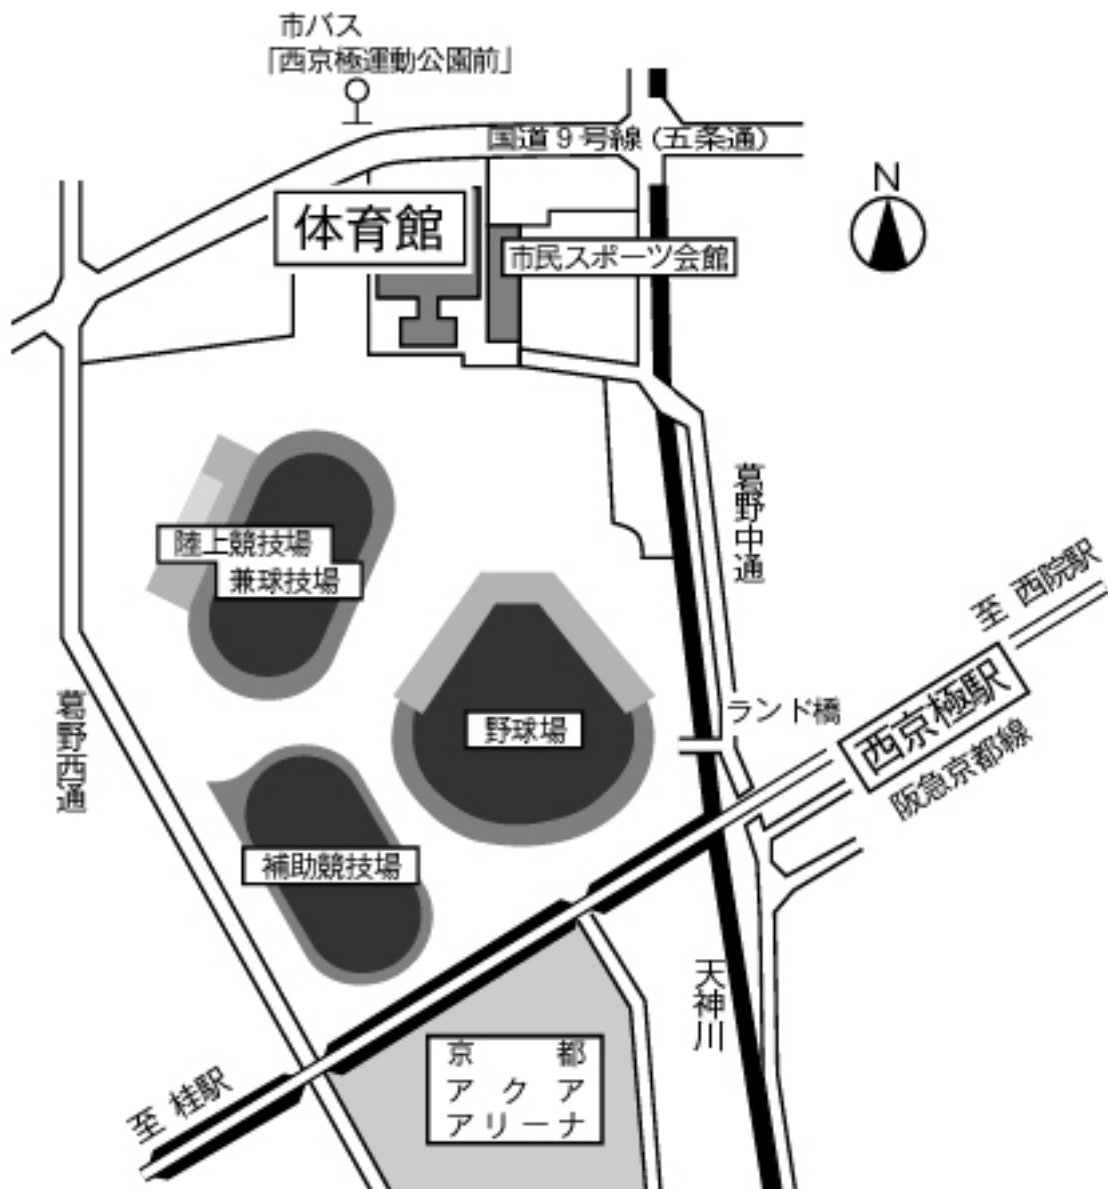 市バス
「西京極運動公園前」
国道9号線(五条通)
N
体育館
市民スポーツ会館
陸上競技場
兼球技場
葛野中通
至 西院駅
葛野西通
野球場
ランド橋
西京極駅
阪急京都線
補助競技場
天神川
京都
アクア
アリーナ
至 桂駅